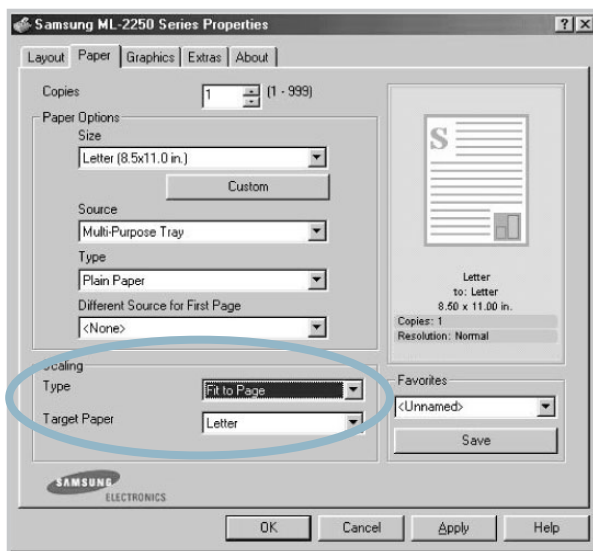 Samsung ML-2250 Series Properties
Layout Paper Graphics Extras About
Copies 1 (1 - 999)
Paper Options
Size
Letter (8.5x11.0 in.)
Custom
Source
Multi-Purpose Tray
Type
Plain Paper
Different Source for First Page
<None>
Scaling
Type Fit to Page
Target Paper Letter
S
Letter
to: Letter
8.50 x 11.00 in.
Copies: 1
Resolution: Normal
Favorites
<Unnamed>
Save
SAMSUNG
ELECTRONICS
OK Cancel Apply Help